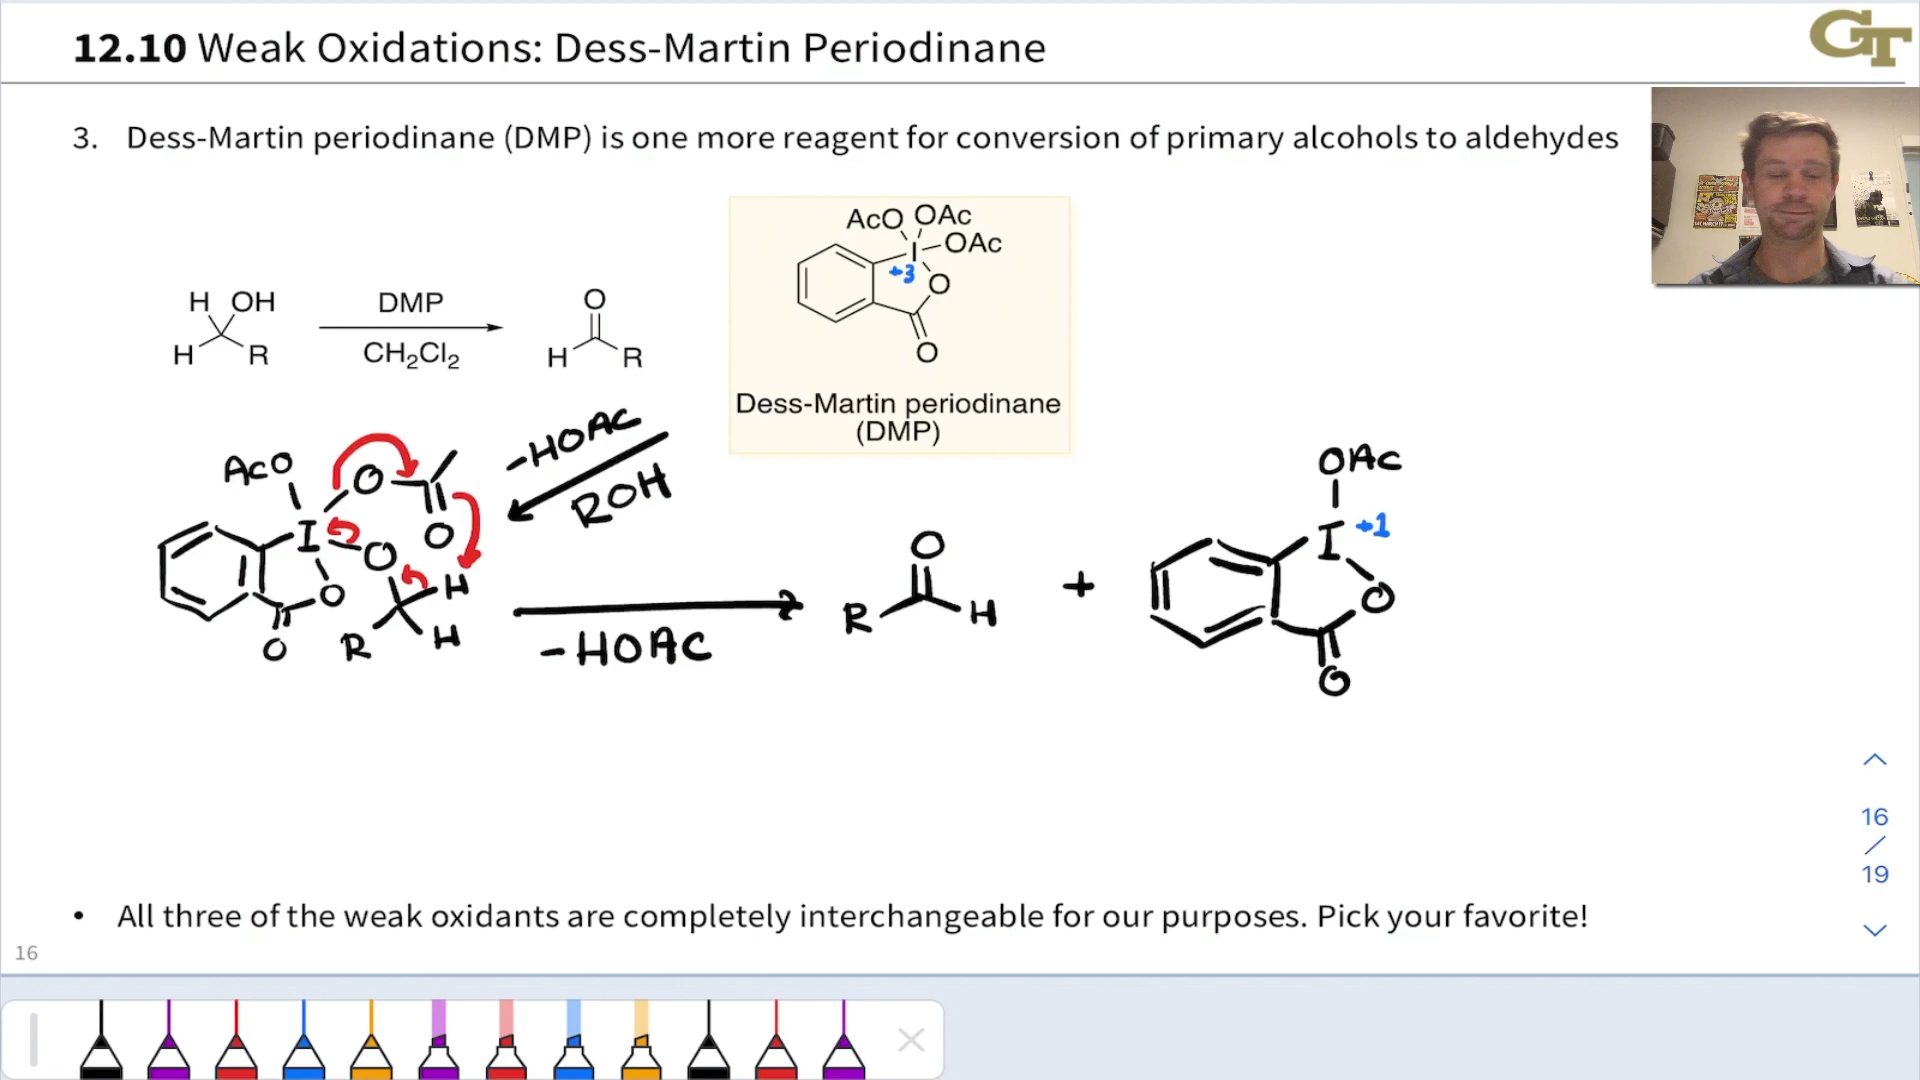 12.10 Weak Oxidations: Dess-Martin Periodinane
GT
3. Dess-Martin periodinane (DMP) is one more reagent for conversion of primary alcohols to aldehydes
AcO OAc
I OAc
+3 O
O
Dess-Martin periodinane
(DMP)
H OH
H R
DMP
CH2Cl2
O
H R
-HOAC
ROH
AcO
O
I O O
O H
O R H
-HOAC
O
R H
+
OAc
I +1
O
O
• All three of the weak oxidants are completely interchangeable for our purposes. Pick your favorite!
16
16
/
19